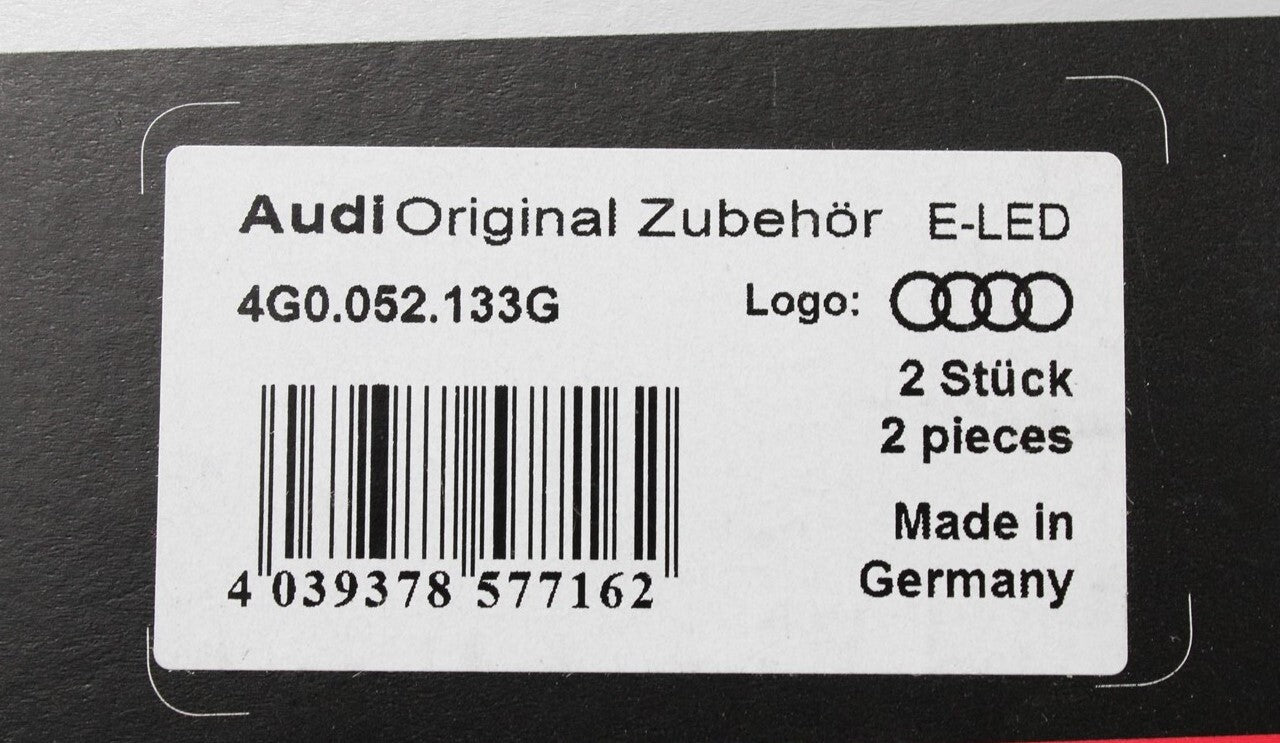 Audi Original Zubehör E-LED
4G0.052.133G Logo:
2 Stück
2 pieces
Made in
Germany
4 039378 577162